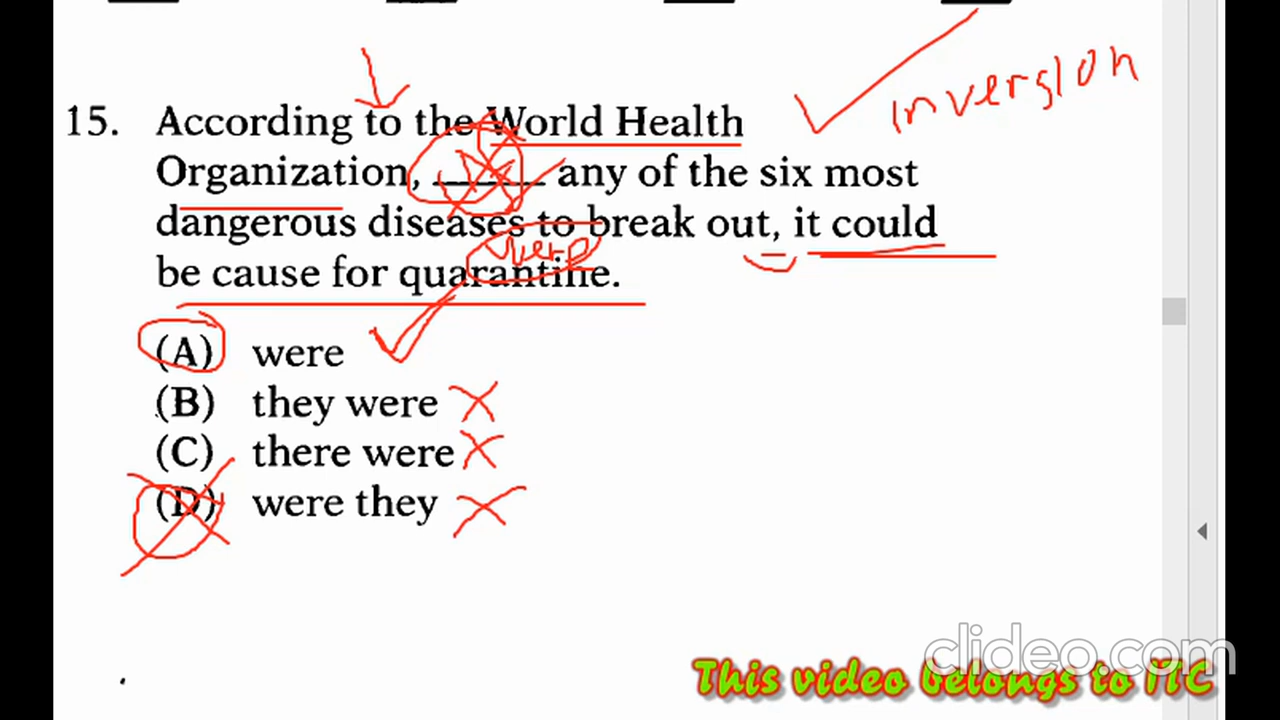 inversion
15. According to the World Health
Organization, ______ any of the six most
dangerous diseases to break out, it could
verb
be cause for quarantine.
(A) were
(B) they were
(C) there were
(D) were they
clideo.com
This video belongs to ITC